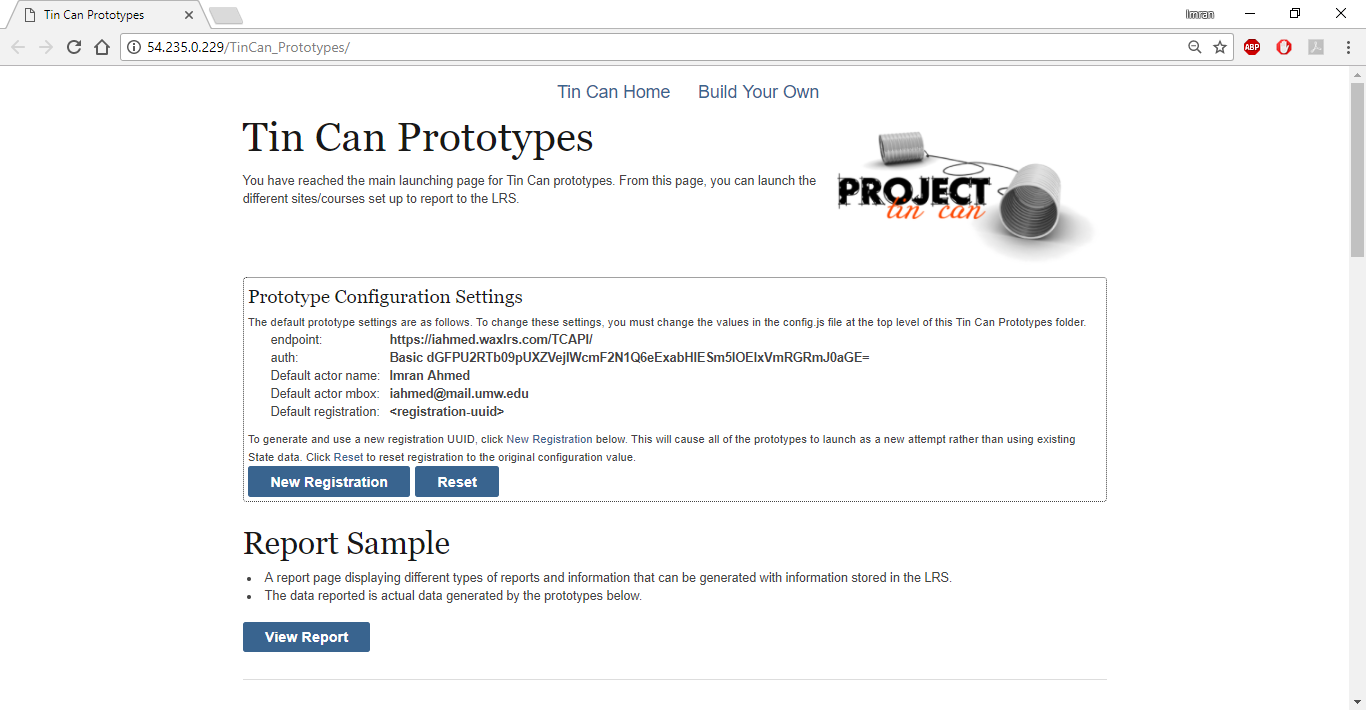 Tin Can Prototypes
Imran
54.235.0.229/TinCan_Prototypes/
ABP
Tin Can Home Build Your Own
Tin Can Prototypes
You have reached the main launching page for Tin Can prototypes. From this page, you can launch the
different sites/courses set up to report to the LRS.
PROJECT
tin can
Prototype Configuration Settings
The default prototype settings are as follows. To change these settings, you must change the values in the config.js file at the top level of this Tin Can Prototypes folder.
endpoint: https://iahmed.waxlrs.com/TCAPI/
auth: Basic dGFPU2RTb09pUXZVejlWcmF2N1Q6eExabHlESm5lOElxVmRGRmJ0aGE=
Default actor name: Imran Ahmed
Default actor mbox: iahmed@mail.umw.edu
Default registration: <registration-uuid>
To generate and use a new registration UUID, click New Registration below. This will cause all of the prototypes to launch as a new attempt rather than using existing
State data. Click Reset to reset registration to the original configuration value.
New Registration Reset
Report Sample
• A report page displaying different types of reports and information that can be generated with information stored in the LRS.
• The data reported is actual data generated by the prototypes below.
View Report